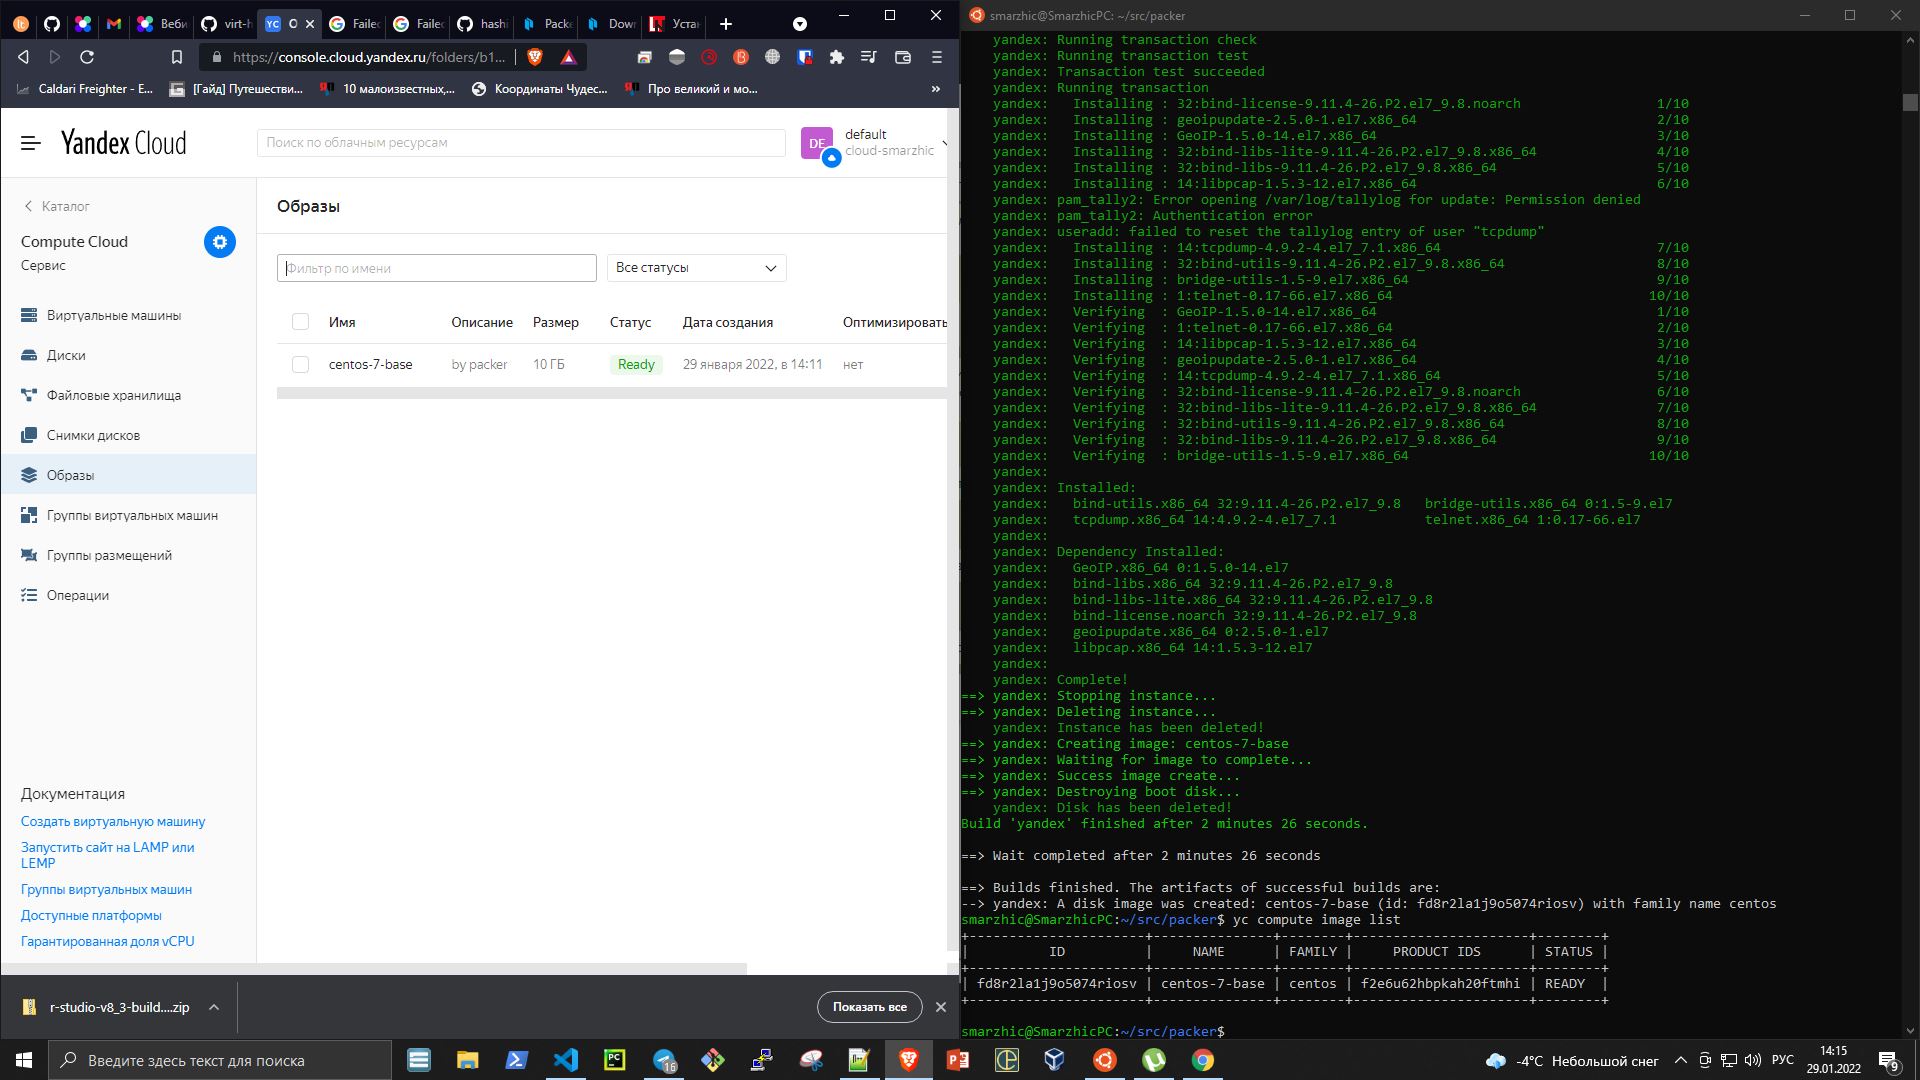 Веби
virt-h
YC
О
Failec
Failec
hashi
Packe
Dow
Устан
https://console.cloud.yandex.ru/folders/b1...
Caldari Freighter - E...
[Гайд] Путешестви...
10 малоизвестных,...
Координаты Чудес...
Про великий и мо...
»
Yandex Cloud
Поиск по облачным ресурсам
DE
default
cloud-smarzhic
Каталог
Compute Cloud
Сервис
Виртуальные машины
Диски
Файловые хранилища
Снимки дисков
Образы
Группы виртуальных машин
Группы размещений
Операции
Документация
Создать виртуальную машину
Запустить сайт на LAMP или
LEMP
Группы виртуальных машин
Доступные платформы
Гарантированная доля vCPU
Образы
Фильтр по имени
Все статусы
Имя Описание Размер Статус Дата создания Оптимизировать
centos-7-base by packer 10 ГБ Ready 29 января 2022, в 14:11 нет
r-studio-v8_3-build....zip
Показать все
smarzhic@SmarzhicPC: ~/src/packer
yandex: Running transaction check
yandex: Running transaction test
yandex: Transaction test succeeded
yandex: Running transaction
yandex:   Installing : 32:bind-license-9.11.4-26.P2.el7_9.8.noarch 1/10
yandex:   Installing : geoipupdate-2.5.0-1.el7.x86_64 2/10
yandex:   Installing : GeoIP-1.5.0-14.el7.x86_64 3/10
yandex:   Installing : 32:bind-libs-lite-9.11.4-26.P2.el7_9.8.x86_64 4/10
yandex:   Installing : 32:bind-libs-9.11.4-26.P2.el7_9.8.x86_64 5/10
yandex:   Installing : 14:libpcap-1.5.3-12.el7.x86_64 6/10
yandex: pam_tally2: Error opening /var/log/tallylog for update: Permission denied
yandex: pam_tally2: Authentication error
yandex: useradd: failed to reset the tallylog entry of user "tcpdump"
yandex:   Installing : 14:tcpdump-4.9.2-4.el7_7.1.x86_64 7/10
yandex:   Installing : 32:bind-utils-9.11.4-26.P2.el7_9.8.x86_64 8/10
yandex:   Installing : bridge-utils-1.5-9.el7.x86_64 9/10
yandex:   Installing : 1:telnet-0.17-66.el7.x86_64 10/10
yandex:   Verifying  : GeoIP-1.5.0-14.el7.x86_64 1/10
yandex:   Verifying  : 1:telnet-0.17-66.el7.x86_64 2/10
yandex:   Verifying  : 14:libpcap-1.5.3-12.el7.x86_64 3/10
yandex:   Verifying  : geoipupdate-2.5.0-1.el7.x86_64 4/10
yandex:   Verifying  : 14:tcpdump-4.9.2-4.el7_7.1.x86_64 5/10
yandex:   Verifying  : 32:bind-license-9.11.4-26.P2.el7_9.8.noarch 6/10
yandex:   Verifying  : 32:bind-libs-lite-9.11.4-26.P2.el7_9.8.x86_64 7/10
yandex:   Verifying  : 32:bind-utils-9.11.4-26.P2.el7_9.8.x86_64 8/10
yandex:   Verifying  : 32:bind-libs-9.11.4-26.P2.el7_9.8.x86_64 9/10
yandex:   Verifying  : bridge-utils-1.5-9.el7.x86_64 10/10
yandex:
yandex: Installed:
yandex:   bind-utils.x86_64 32:9.11.4-26.P2.el7_9.8   bridge-utils.x86_64 0:1.5-9.el7
yandex:   tcpdump.x86_64 14:4.9.2-4.el7_7.1   telnet.x86_64 1:0.17-66.el7
yandex:
yandex: Dependency Installed:
yandex:   GeoIP.x86_64 0:1.5.0-14.el7
yandex:   bind-libs.x86_64 32:9.11.4-26.P2.el7_9.8
yandex:   bind-libs-lite.x86_64 32:9.11.4-26.P2.el7_9.8
yandex:   bind-license.noarch 32:9.11.4-26.P2.el7_9.8
yandex:   geoipupdate.x86_64 0:2.5.0-1.el7
yandex:   libpcap.x86_64 14:1.5.3-12.el7
yandex:
yandex: Complete!
==> yandex: Stopping instance...
==> yandex: Deleting instance...
yandex: Instance has been deleted!
==> yandex: Creating image: centos-7-base
==> yandex: Waiting for image to complete...
==> yandex: Success image create...
==> yandex: Destroying boot disk...
yandex: Disk has been deleted!
Build 'yandex' finished after 2 minutes 26 seconds.
==> Wait completed after 2 minutes 26 seconds
==> Builds finished. The artifacts of successful builds are:
--> yandex: A disk image was created: centos-7-base (id: fd8r2la1j9o5074riosv) with family name centos
smarzhic@SmarzhicPC:~/src/packer$ yc compute image list
+----------------------+---------------+--------+----------------------+--------+
|          ID          |     NAME      | FAMILY |     PRODUCT IDS      | STATUS |
+----------------------+---------------+--------+----------------------+--------+
| fd8r2la1j9o5074riosv | centos-7-base | centos | f2e6u62hbpkah20ftmhi | READY  |
+----------------------+---------------+--------+----------------------+--------+
smarzhic@SmarzhicPC:~/src/packer$
Введите здесь текст для поиска
PC
16
-4°C Небольшой снег
РУС
14:15
29.01.2022
9